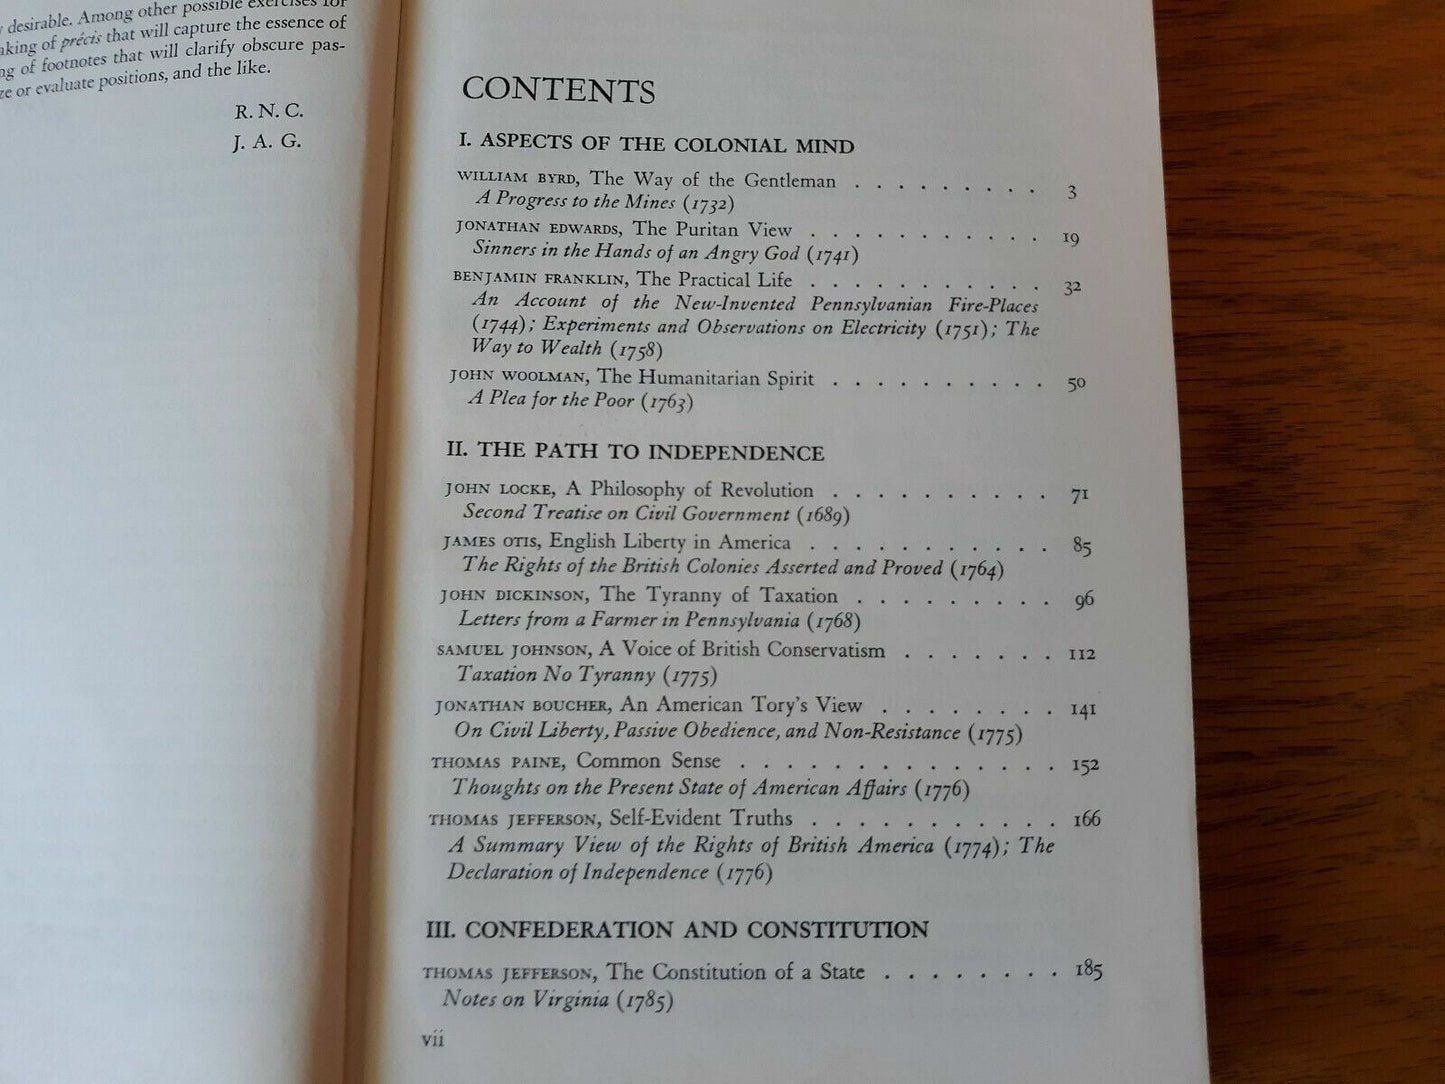 desirable. Among other possible exercises for
aking of précis that will capture the essence of
ng of footnotes that will clarify obscure pas-
ze or evaluate positions, and the like.
R. N. C.
J. A. G.
CONTENTS
I. ASPECTS OF THE COLONIAL MIND
WILLIAM BYRD, The Way of the Gentleman . . . . . . . . 3
A Progress to the Mines (1732)
JONATHAN EDWARDS, The Puritan View . . . . . . . . . . 19
Sinners in the Hands of an Angry God (1741)
BENJAMIN FRANKLIN, The Practical Life . . . . . . . . . . 32
An Account of the New-Invented Pennsylvanian Fire-Places
(1744); Experiments and Observations on Electricity (1751); The
Way to Wealth (1758)
JOHN WOOLMAN, The Humanitarian Spirit . . . . . . . . . 50
A Plea for the Poor (1763)
II. THE PATH TO INDEPENDENCE
JOHN LOCKE, A Philosophy of Revolution . . . . . . . . . 71
Second Treatise on Civil Government (1689)
JAMES OTIS, English Liberty in America . . . . . . . . . . . 85
The Rights of the British Colonies Asserted and Proved (1764)
JOHN DICKINSON, The Tyranny of Taxation . . . . . . . . . 96
Letters from a Farmer in Pennsylvania (1768)
SAMUEL JOHNSON, A Voice of British Conservatism . . . . . . . 112
Taxation No Tyranny (1775)
JONATHAN BOUCHER, An American Tory's View . . . . . . . . 141
On Civil Liberty, Passive Obedience, and Non-Resistance (1775)
THOMAS PAINE, Common Sense . . . . . . . . . . . . . . 152
Thoughts on the Present State of American Affairs (1776)
THOMAS JEFFERSON, Self-Evident Truths . . . . . . . . . . . 166
A Summary View of the Rights of British America (1774); The
Declaration of Independence (1776)
III. CONFEDERATION AND CONSTITUTION
THOMAS JEFFERSON, The Constitution of a State . . . . . . . . 185
Notes on Virginia (1785)
vii